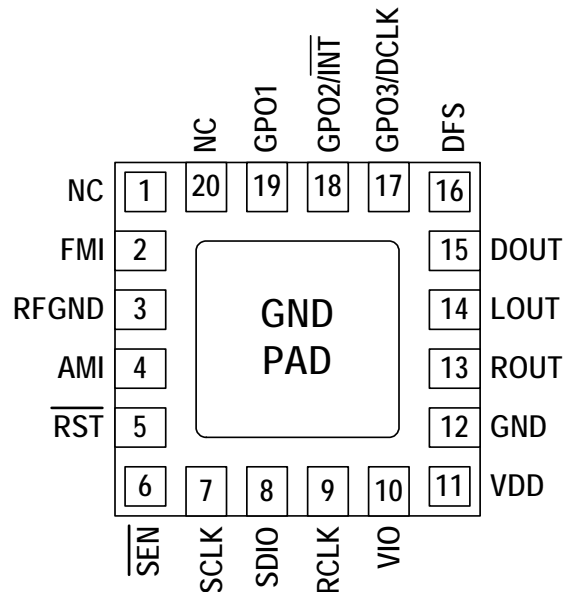 NC
GPO1
GPO2/INT
GPO3/DCLK
DFS
NC 1 20 19 18 17 16
FMI 2 15 DOUT
RFGND 3 14 LOUT
GND
PAD
AMI 4 13 ROUT
RST 5 12 GND
6 7 8 9 10 11 VDD
SEN
SCLK
SDIO
RCLK
VIO